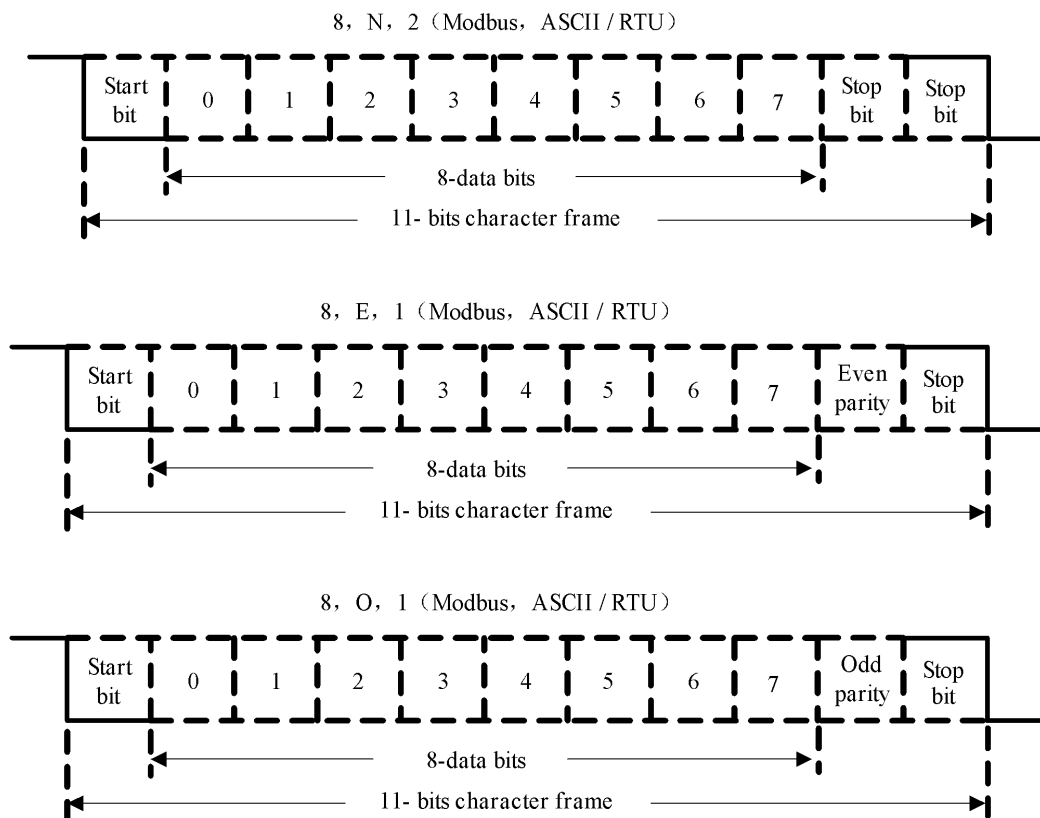 8，N，2（Modbus，ASCII / RTU）
Start bit 0 1 2 3 4 5 6 7 Stop bit Stop bit
8-data bits
11- bits character frame
8，E，1（Modbus，ASCII / RTU）
Start bit 0 1 2 3 4 5 6 7 Even parity Stop bit
8-data bits
11- bits character frame
8，O，1（Modbus，ASCII / RTU）
Start bit 0 1 2 3 4 5 6 7 Odd parity Stop bit
8-data bits
11- bits character frame